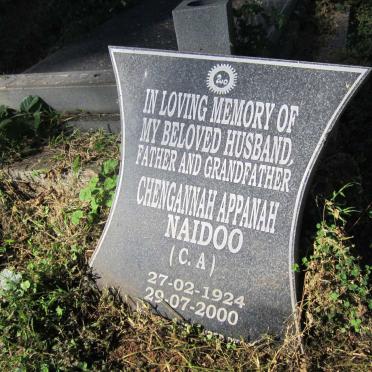 IN LOVING MEMORY OF
MY BELOVED HUSBAND,
FATHER AND GRANDFATHER
CHENGANNAH APPANAH
NAIDOO
( C. A )
27-02-1924
29-07-2000